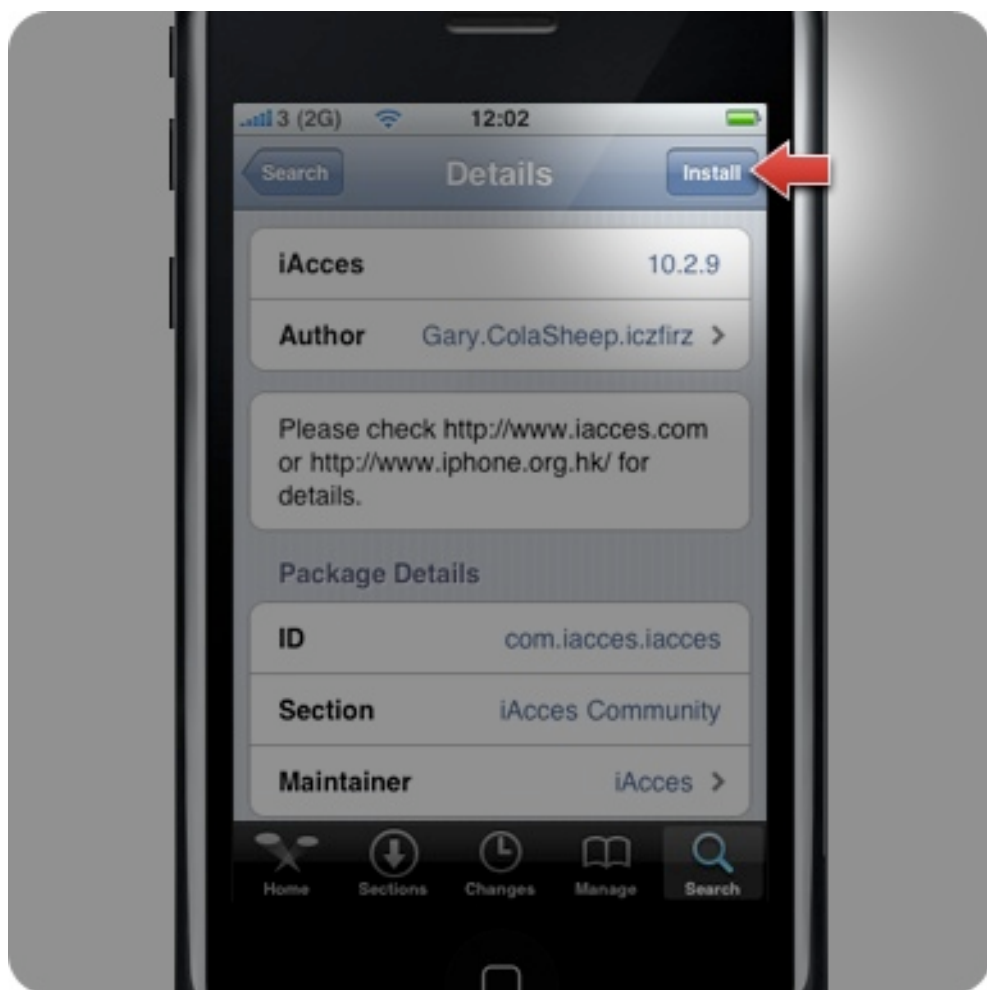 3 (2G) 12:02
Search Details Install
iAcces 10.2.9
Author Gary.ColaSheep.iczfirz
Please check http://www.iacces.com
or http://www.iphone.org.hk/ for
details.
Package Details
ID com.iacces.iacces
Section iAcces Community
Maintainer iAcces
Home Sections Changes Manage Search